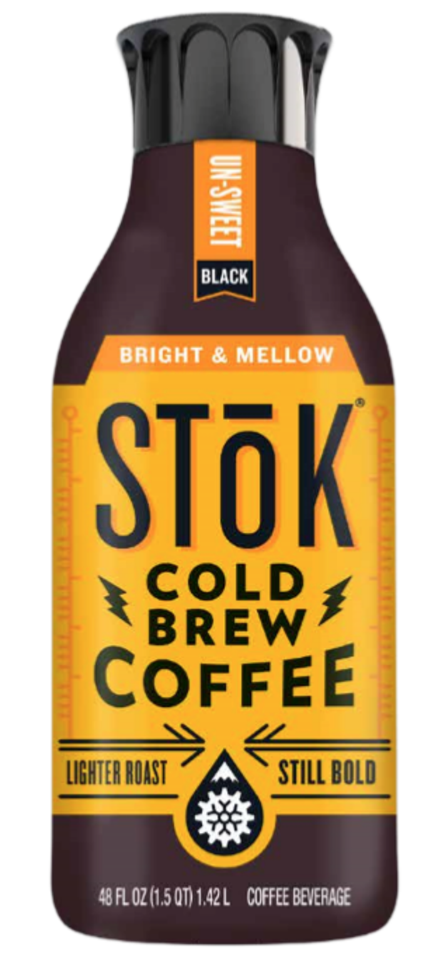 UN-SWEET
BLACK
BRIGHT & MELLOW
STōK®
COLD
BREW
COFFEE
LIGHTER ROAST STILL BOLD
48 FL OZ (1.5 QT) 1.42 L COFFEE BEVERAGE